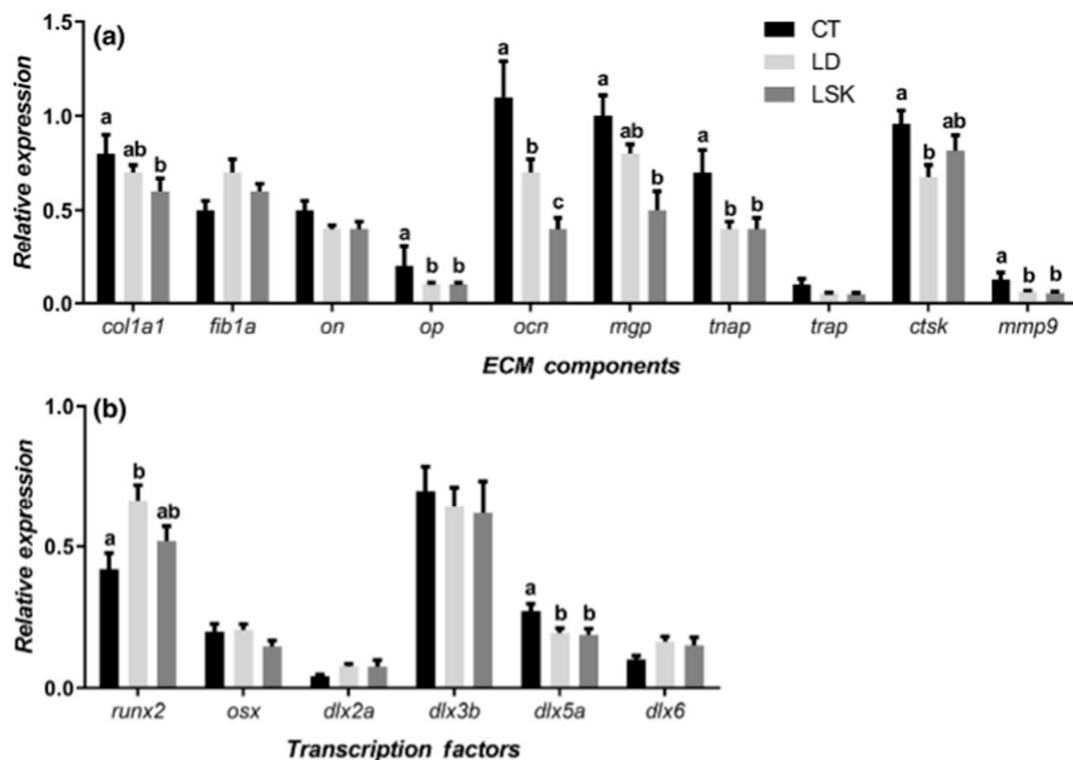 (a)
CT
LD
LSK
Relative expression
1.5
1.0
0.5
0.0
a ab b a b b a b c a ab b a b b a b ab a b b
col1a1 fib1a on op ocn mgp tnap trap ctsk mmp9
ECM components
(b)
Relative expression
1.0
0.5
0.0
a b ab a b b
runx2 osx dlx2a dlx3b dlx5a dlx6
Transcription factors